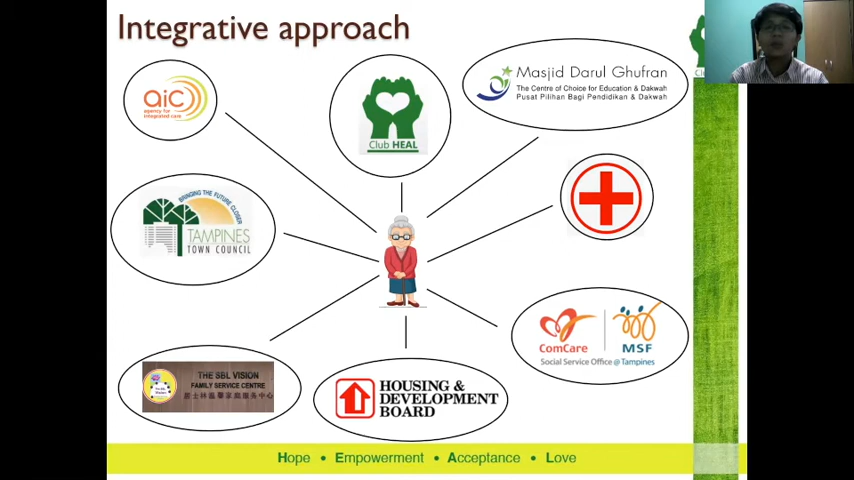 Integrative approach
aic
agency for integrated care
Club HEAL
Masjid Darul Ghufran
The Centre of Choice for Education & Dakwah
Pusat Pilihan Bagi Pendidikan & Dakwah
BRINGING THE FUTURE CLOSER
TAMPINES
TOWN COUNCIL
ComCare
MSF
Social Service Office @Tampines
THE SBL VISION
FAMILY SERVICE CENTRE
HOUSING &
DEVELOPMENT
BOARD
Hope • Empowerment • Acceptance • Love